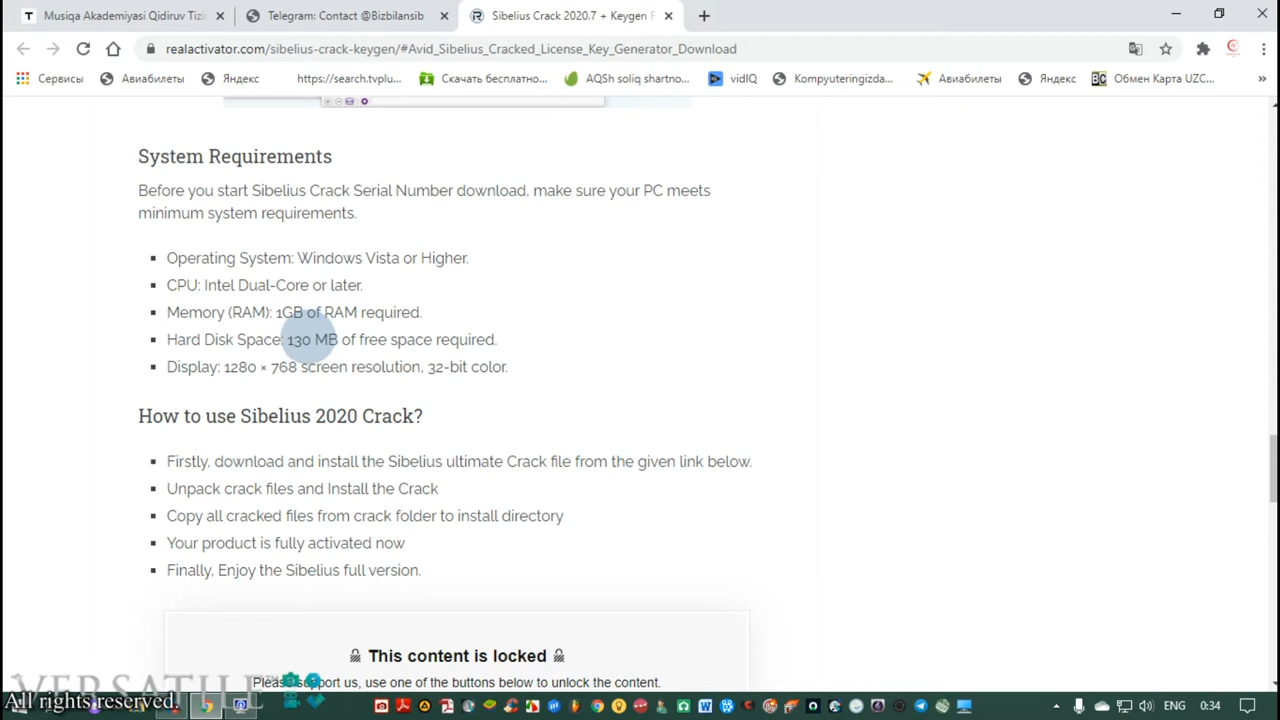 Musiqa Akademiyasi Qidiruv Tizi
Telegram: Contact @Bizbilansib
Sibelius Crack 2020.7 + Keygen F
realactivator.com/sibelius-crack-keygen/#Avid_Sibelius_Cracked_License_Key_Generator_Download
Сервисы
Авиабилеты
Яндекс
https://search.tvplu...
Скачать бесплатно...
AQSh soliq shartno...
vidIQ
Kompyuteringizda...
Авиабилеты
Яндекс
Обмен Карта UZC...
System Requirements
Before you start Sibelius Crack Serial Number download, make sure your PC meets
minimum system requirements.
Operating System: Windows Vista or Higher.
CPU: Intel Dual-Core or later.
Memory (RAM): 1GB of RAM required.
Hard Disk Space: 130 MB of free space required.
Display: 1280 × 768 screen resolution, 32-bit color.
How to use Sibelius 2020 Crack?
Firstly, download and install the Sibelius ultimate Crack file from the given link below.
Unpack crack files and Install the Crack
Copy all cracked files from crack folder to install directory
Your product is fully activated now
Finally, Enjoy the Sibelius full version.
This content is locked
Please support us, use one of the buttons below to unlock the content.
VERSATILE
All rights reserved.
ENG
0:34